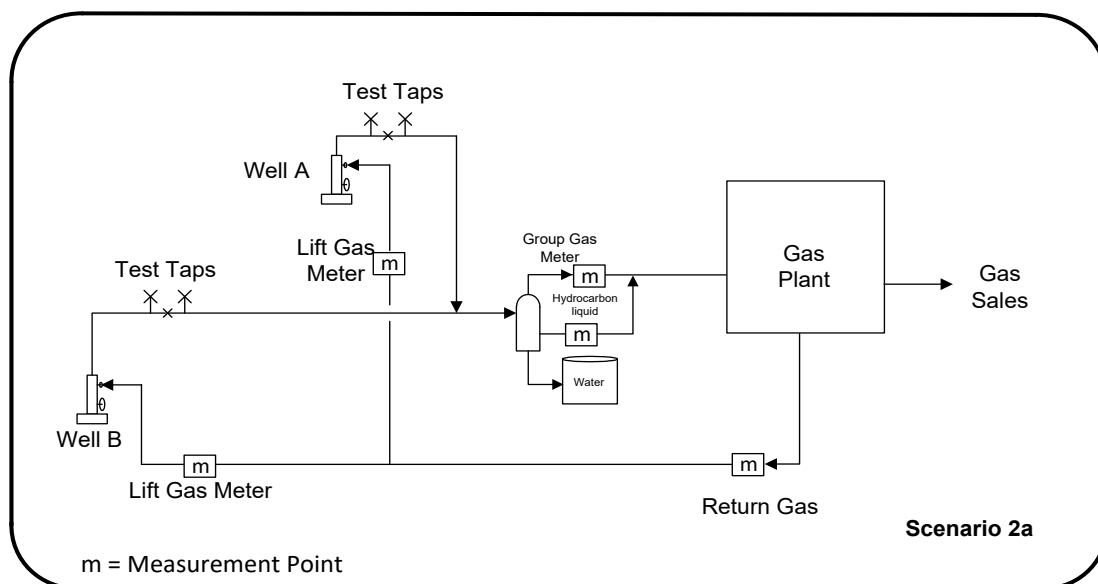 Test Taps
Well A
Lift Gas
Meter
m
Group Gas
Meter
m
Hydrocarbon
liquid
m
Water
Gas
Plant
Gas
Sales
Test Taps
Well B
m
Lift Gas Meter
m
Return Gas
Scenario 2a
m = Measurement Point